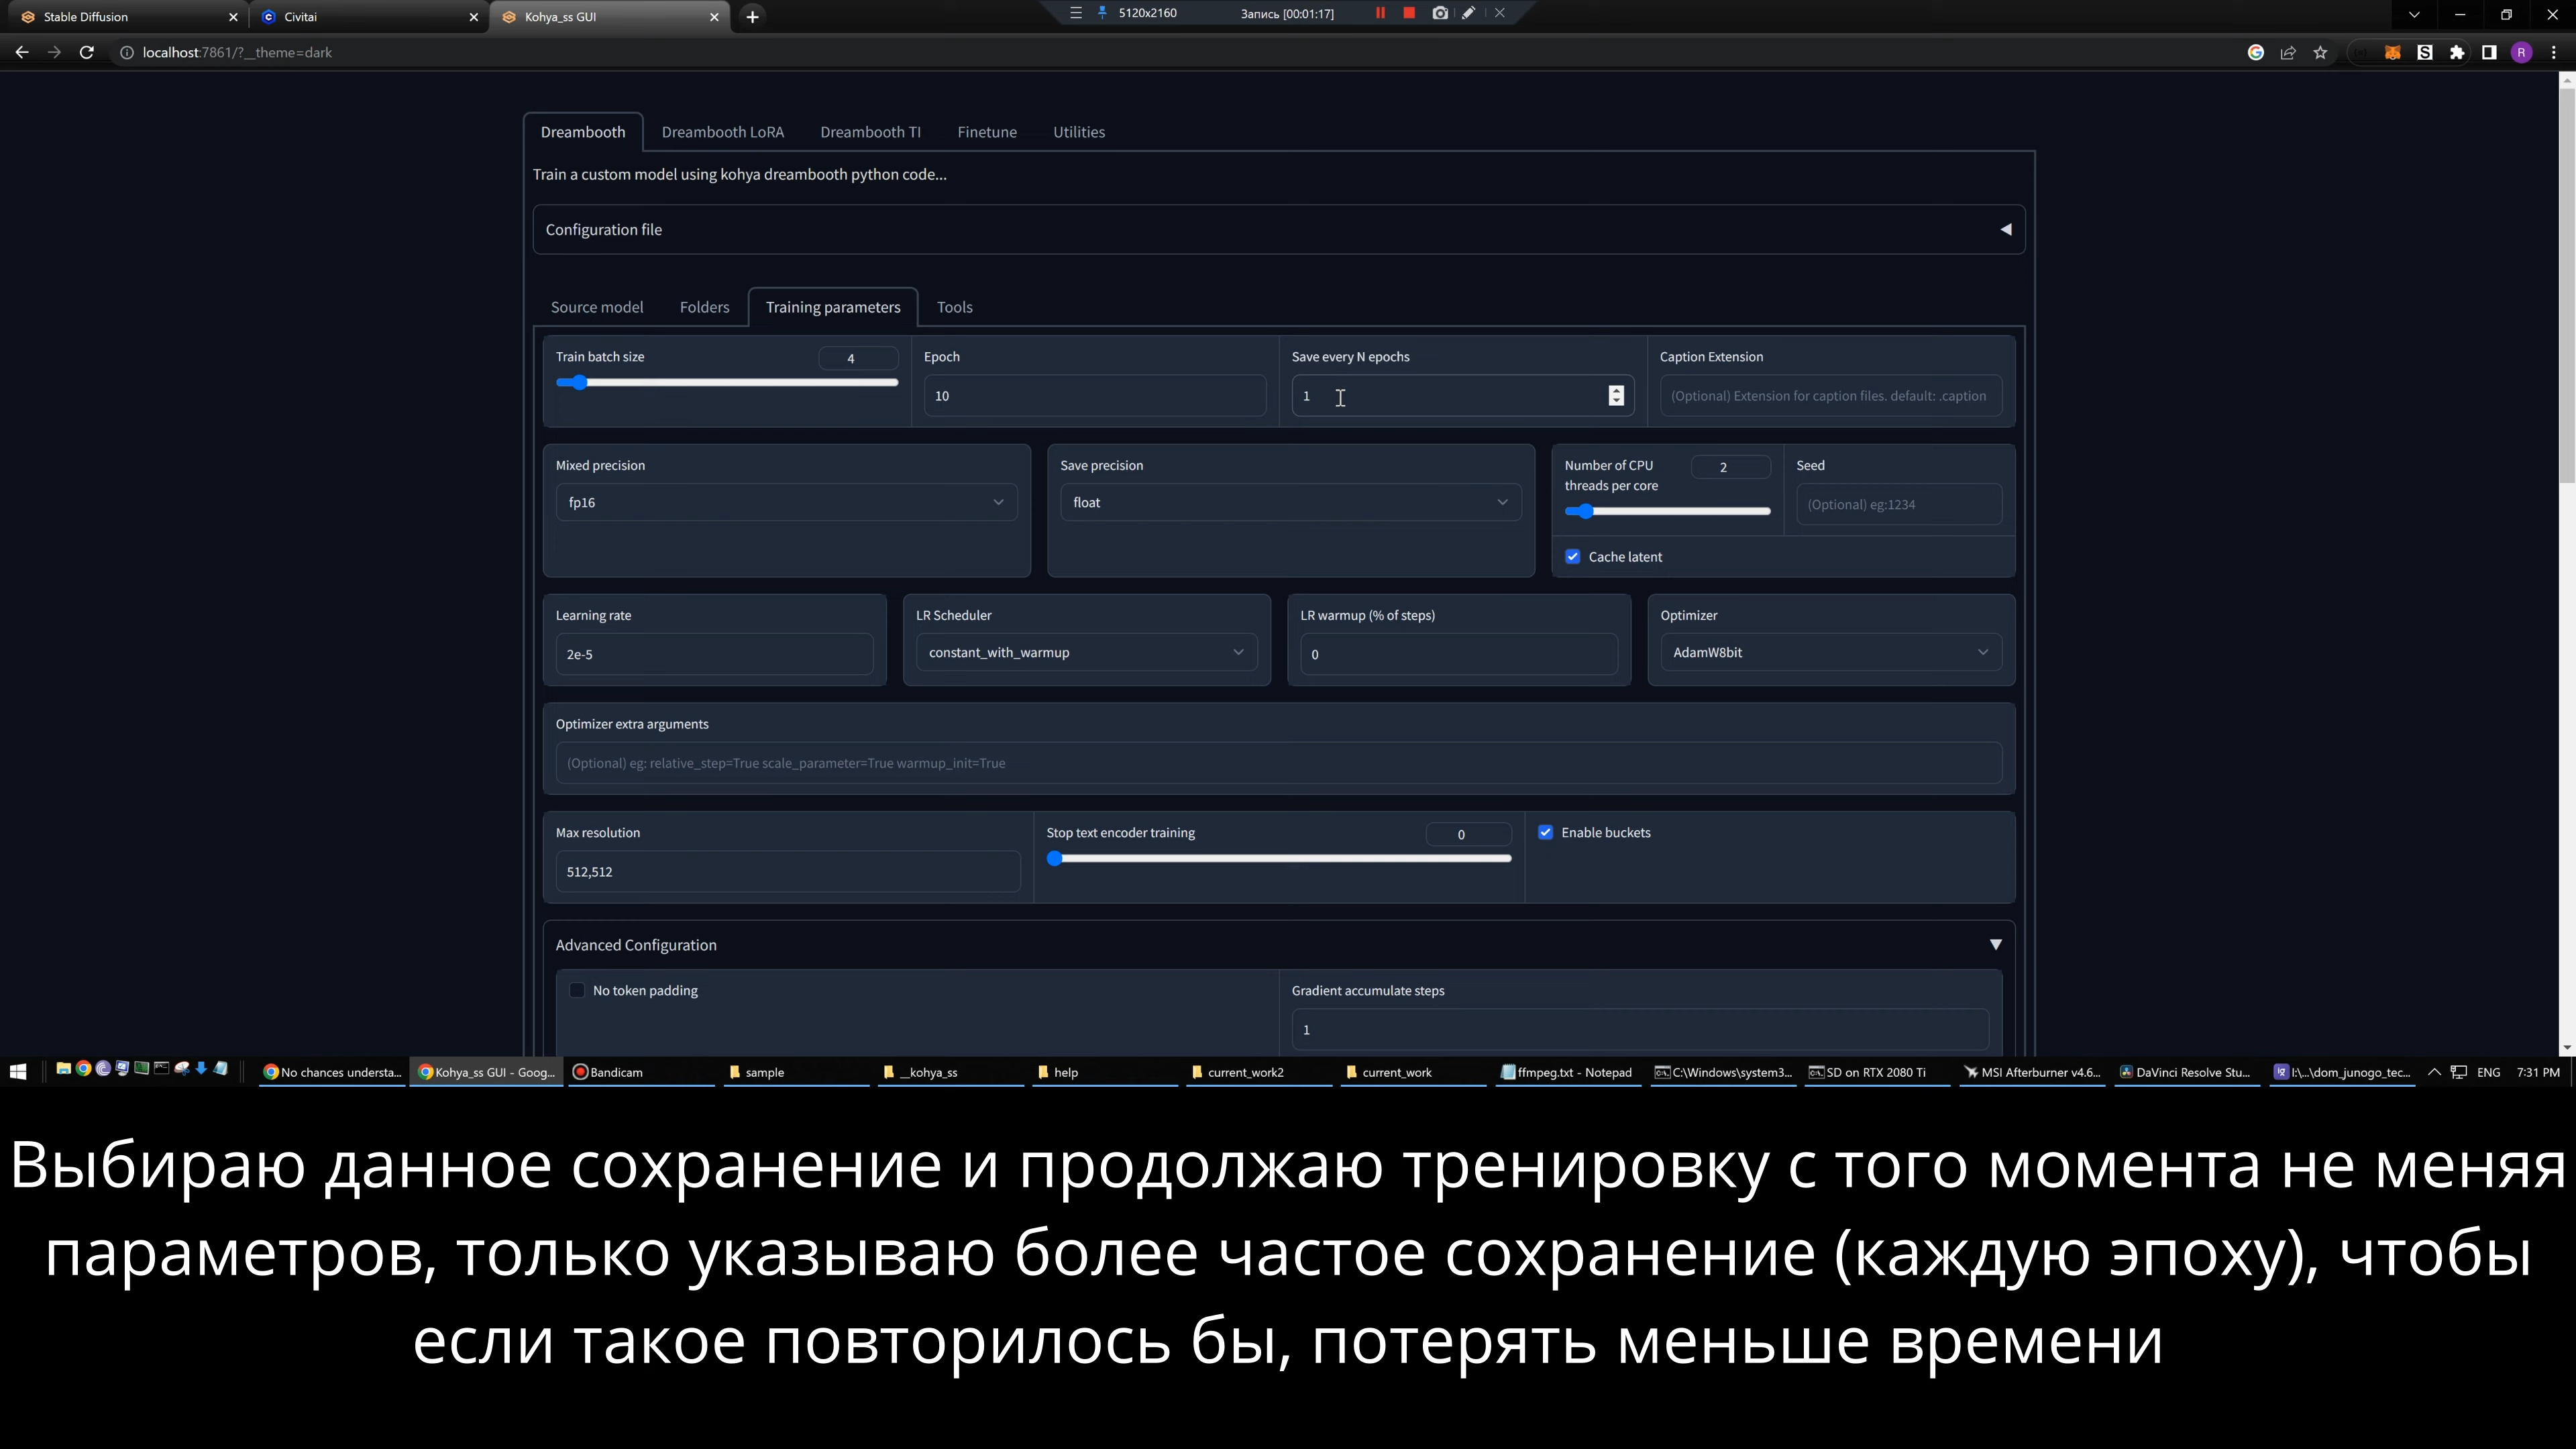 Stable Diffusion
Civitai
Kohya_ss GUI
5120x2160
Запись [00:01:17]
localhost:7861/?__theme=dark
R
Dreambooth
Dreambooth LoRA
Dreambooth TI
Finetune
Utilities
Train a custom model using kohya dreambooth python code...
Configuration file
Source model
Folders
Training parameters
Tools
Train batch size
4
Epoch
10
Save every N epochs
1
Caption Extension
(Optional) Extension for caption files. default: .caption
Mixed precision
fp16
Save precision
float
Number of CPU
threads per core
2
Seed
(Optional) eg:1234
Cache latent
Learning rate
2e-5
LR Scheduler
constant_with_warmup
LR warmup (% of steps)
0
Optimizer
AdamW8bit
Optimizer extra arguments
(Optional) eg: relative_step=True scale_parameter=True warmup_init=True
Max resolution
512,512
Stop text encoder training
0
Enable buckets
Advanced Configuration
No token padding
Gradient accumulate steps
1
No chances understa...
Kohya_ss GUI - Goog...
Bandicam
sample
__kohya_ss
help
current_work2
current_work
ffmpeg.txt - Notepad
C:\Windows\system3...
SD on RTX 2080 Ti
MSI Afterburner v4.6...
DaVinci Resolve Stu...
I:\...\dom_junogo_tec...
ENG
7:31 PM
Выбираю данное сохранение и продолжаю тренировку с того момента не меняя
параметров, только указываю более частое сохранение (каждую эпоху), чтобы
если такое повторилось бы, потерять меньше времени